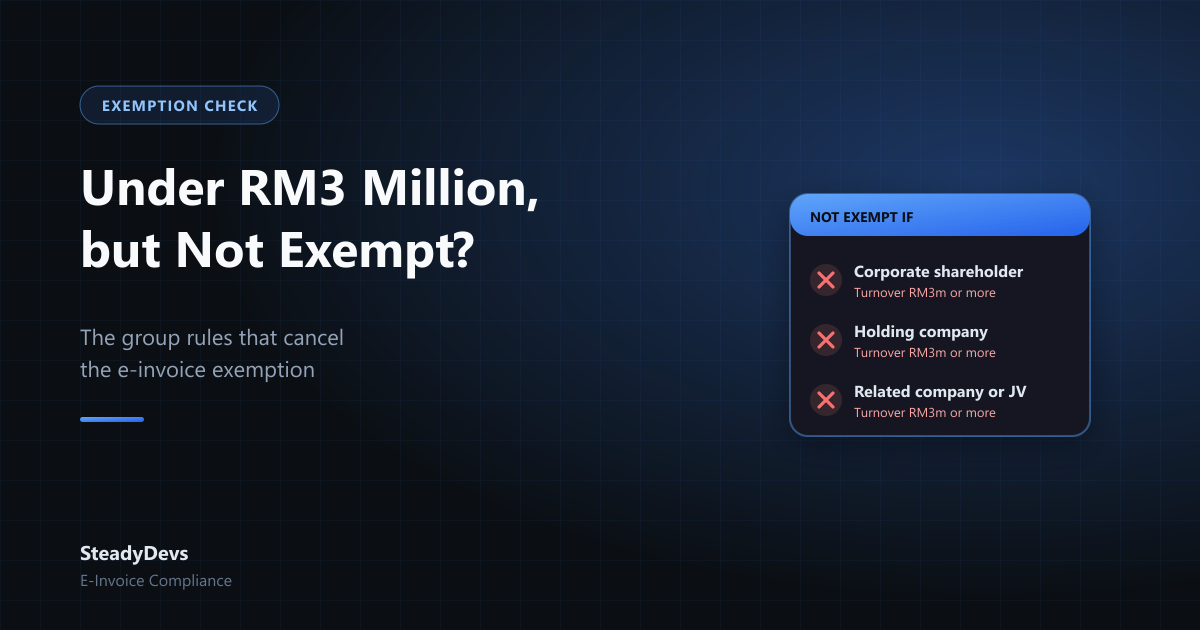 EXEMPTION CHECK
Under RM3 Million,
but Not Exempt?
The group rules that cancel
the e-invoice exemption
NOT EXEMPT IF
Corporate shareholder
Turnover RM3m or more
Holding company
Turnover RM3m or more
Related company or JV
Turnover RM3m or more
SteadyDevs
E-Invoice Compliance